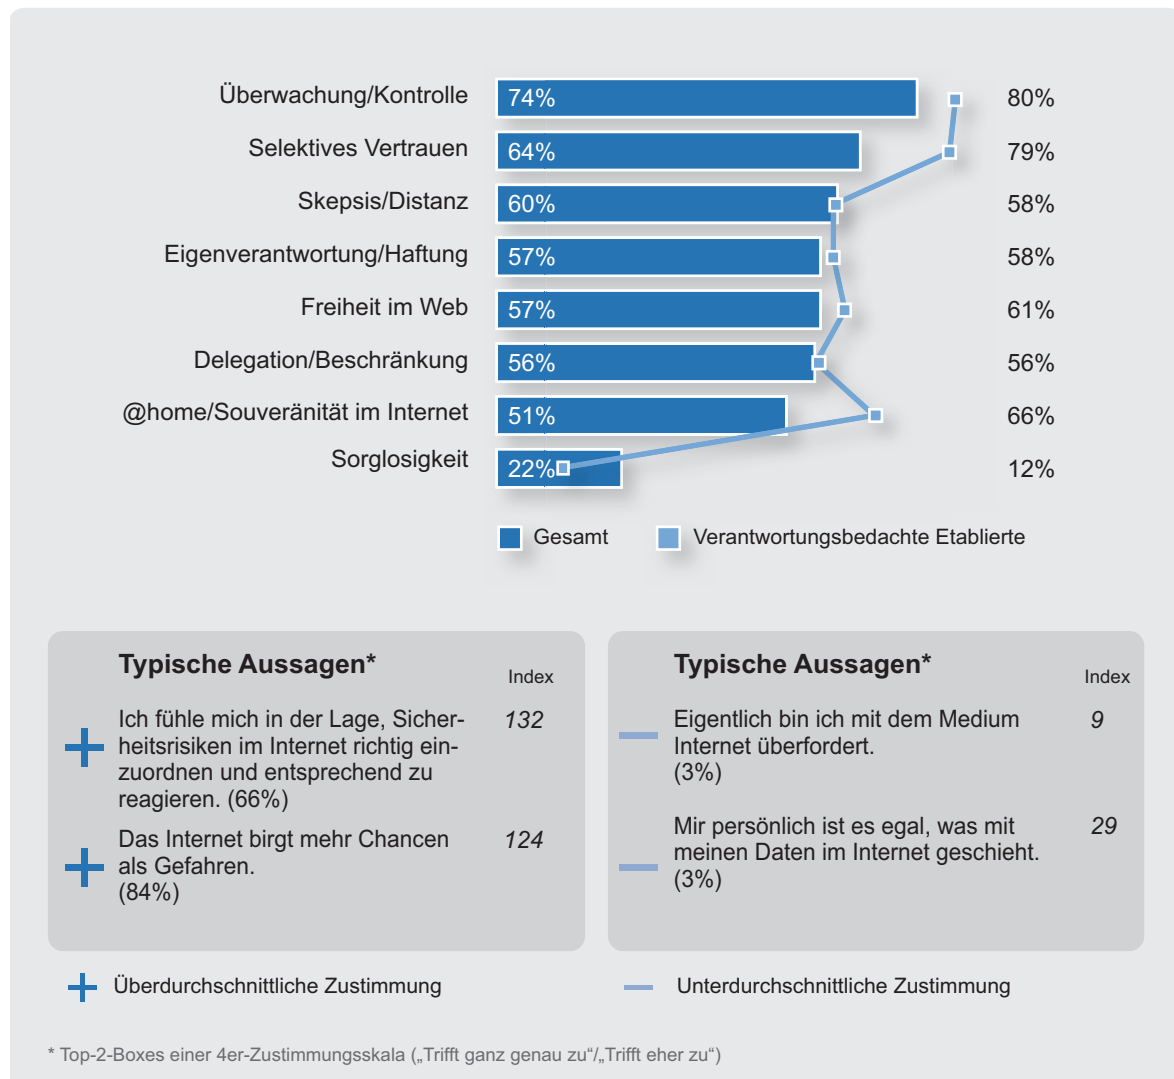 Überwachung/Kontrolle 74% 80%
Selektives Vertrauen 64% 79%
Skepsis/Distanz 60% 58%
Eigenverantwortung/Haftung 57% 58%
Freiheit im Web 57% 61%
Delegation/Beschränkung 56% 56%
@home/Souveränität im Internet 51% 66%
Sorglosigkeit 22% 12%
Gesamt Verantwortungsbedachte Etablierte
Typische Aussagen* Index
Ich fühle mich in der Lage, Sicher- 132
heitsrisiken im Internet richtig ein-
zuordnen und entsprechend zu
reagieren. (66%)
Das Internet birgt mehr Chancen 124
als Gefahren.
(84%)
Typische Aussagen* Index
Eigentlich bin ich mit dem Medium 9
Internet überfordert.
(3%)
Mir persönlich ist es egal, was mit 29
meinen Daten im Internet geschieht.
(3%)
Überdurchschnittliche Zustimmung
Unterdurchschnittliche Zustimmung
* Top-2-Boxes einer 4er-Zustimmungsskala („Trifft ganz genau zu“/„Trifft eher zu“)